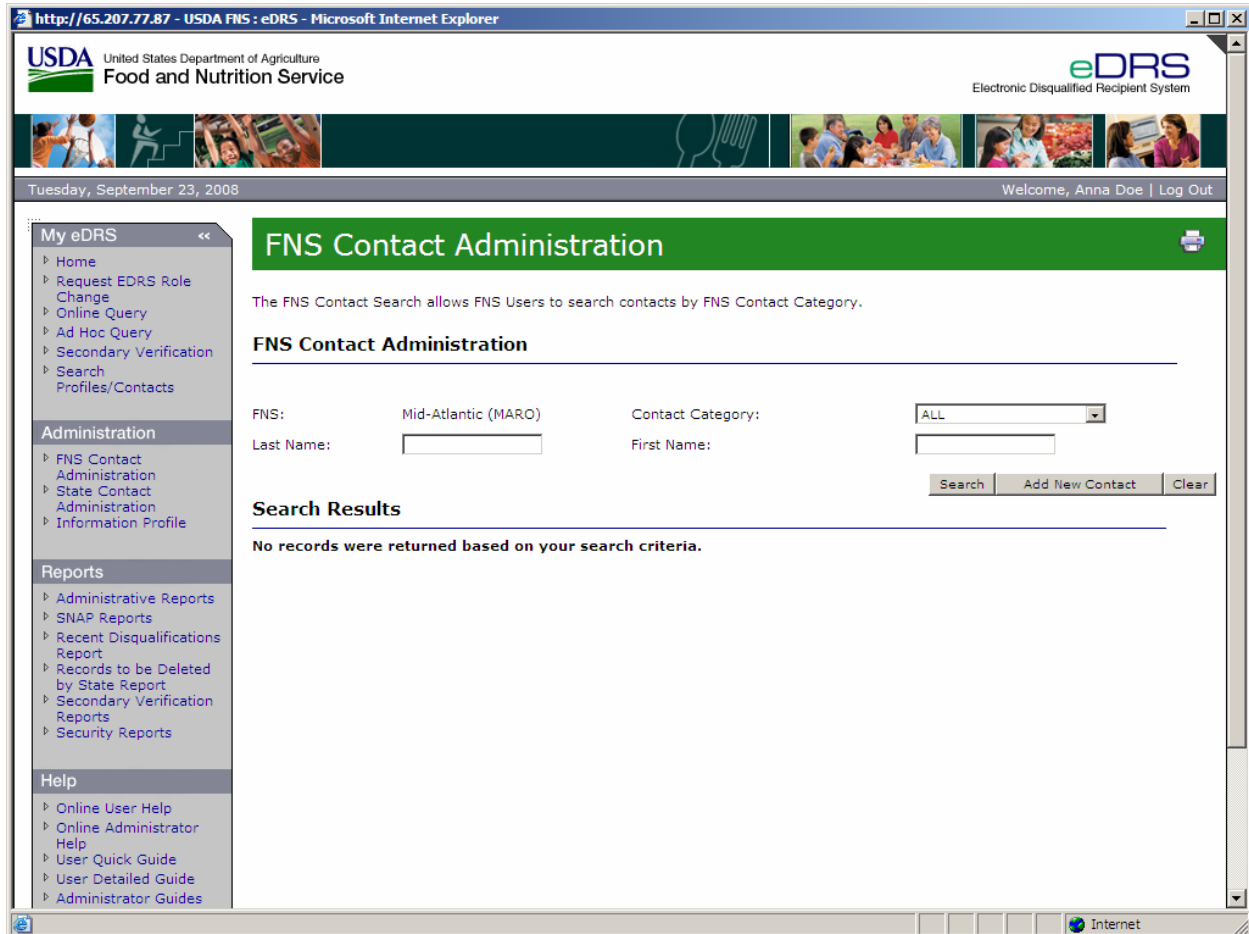 http://65.207.77.87 - USDA FNS : eDRS - Microsoft Internet Explorer
USDA
United States Department of Agriculture
Food and Nutrition Service
eDRS
Electronic Disqualified Recipient System
Tuesday, September 23, 2008
Welcome, Anna Doe | Log Out
My eDRS <<
Home
Request EDRS Role
Change
Online Query
Ad Hoc Query
Secondary Verification
Search
Profiles/Contacts
Administration
FNS Contact
Administration
State Contact
Administration
Information Profile
Reports
Administrative Reports
SNAP Reports
Recent Disqualifications
Report
Records to be Deleted
by State Report
Secondary Verification
Reports
Security Reports
Help
Online User Help
Online Administrator
Help
User Quick Guide
User Detailed Guide
Administrator Guides
FNS Contact Administration
The FNS Contact Search allows FNS Users to search contacts by FNS Contact Category.
FNS Contact Administration
FNS: Mid-Atlantic (MARO) Contact Category: ALL
Last Name: First Name:
Search Add New Contact Clear
Search Results
No records were returned based on your search criteria.
Internet